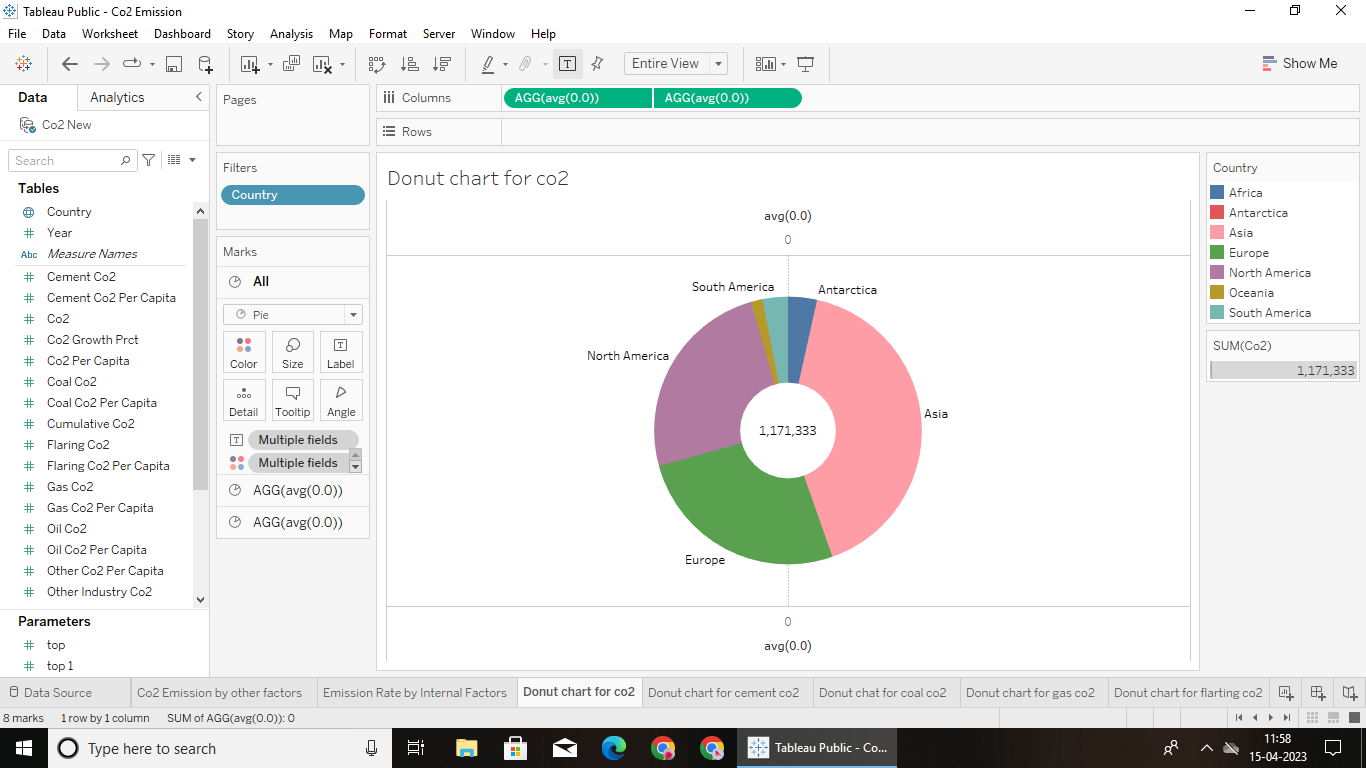 Tableau Public - Co2 Emission
File Data Worksheet Dashboard Story Analysis Map Format Server Window Help
Entire View
Show Me
Data Analytics
Co2 New
Search
Tables
Country
Year
Abc Measure Names
Cement Co2
Cement Co2 Per Capita
Co2
Co2 Growth Prct
Co2 Per Capita
Coal Co2
Coal Co2 Per Capita
Cumulative Co2
Flaring Co2
Flaring Co2 Per Capita
Gas Co2
Gas Co2 Per Capita
Oil Co2
Oil Co2 Per Capita
Other Co2 Per Capita
Other Industry Co2
Parameters
top
top 1
Pages
Filters
Country
Marks
All
Pie
Color Size Label
Detail Tooltip Angle
Multiple fields
Multiple fields
AGG(avg(0.0))
AGG(avg(0.0))
Columns AGG(avg(0.0)) AGG(avg(0.0))
Rows
Donut chart for co2
avg(0.0)
0
South America
Antarctica
North America
Asia
1,171,333
Europe
0
avg(0.0)
Country
Africa
Antarctica
Asia
Europe
North America
Oceania
South America
SUM(Co2)
1,171,333
Data Source Co2 Emission by other factors Emission Rate by Internal Factors Donut chart for co2 Donut chart for cement co2 Donut chat for coal co2 Donut chart for gas co2 Donut chart for flarting co2
8 marks 1 row by 1 column SUM of AGG(avg(0.0)): 0
Type here to search
Tableau Public - Co...
11:58
15-04-2023